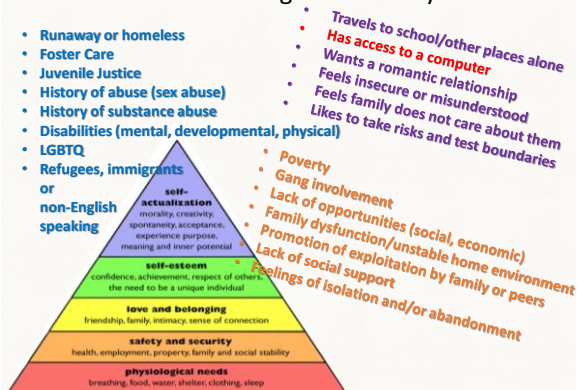 • Runaway or homeless
• Foster Care
• Juvenile Justice
• History of abuse (sex abuse)
• History of substance abuse
• Disabilities (mental, developmental, physical)
• LGBTQ
• Refugees, immigrants
or
non-English
speaking
• Travels to school/other places alone
• Has access to a computer
• Wants a romantic relationship
• Feels insecure or misunderstood
• Feels family does not care about them
• Likes to take risks and test boundaries
• Poverty
• Gang involvement
• Lack of opportunities (social, economic)
• Family dysfunction/unstable home environment
• Promotion of exploitation by family or peers
• Lack of social support
• Feelings of isolation and/or abandonment
self-
actualization
morality, creativity,
spontaneity, acceptance,
experience purpose,
meaning and inner potential
self-esteem
confidence, achievement, respect of others,
the need to be a unique individual
love and belonging
friendship, family, intimacy, sense of connection
safety and security
health, employment, property, family and social stability
physiological needs
breathing, food, water, shelter, clothing, sleep